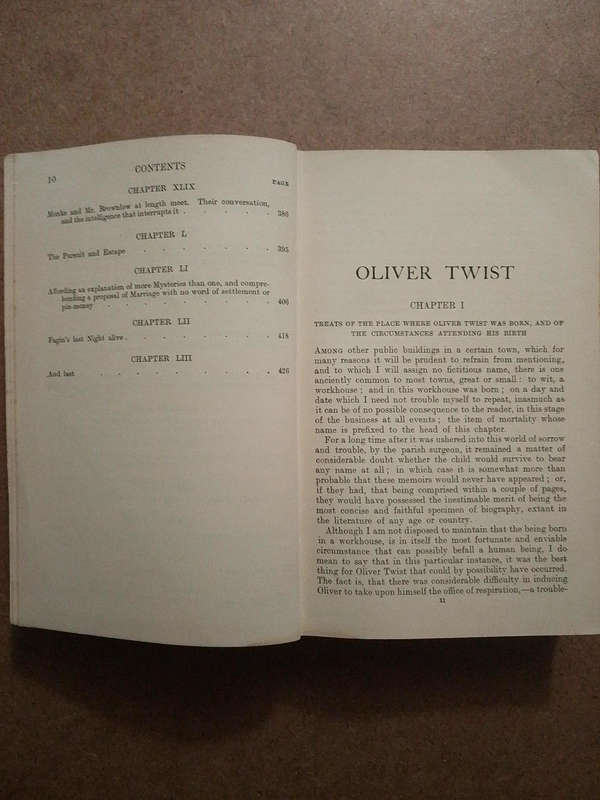 10
CONTENTS
PAGE
CHAPTER XLIX
Monks and Mr. Brownlow at length meet. Their conversation,
and the intelligence that interrupts it . . . . . 386
CHAPTER L
The Pursuit and Escape . . . . . . . 395
CHAPTER LI
Affording an explanation of more Mysteries than one, and compre-
hending a proposal of Marriage with no word of settlement or
pin-money . . . . . . . . 406
CHAPTER LII
Fagin's last Night alive . . . . . . . 418
CHAPTER LIII
And last . . . . . . . . 426
OLIVER TWIST
CHAPTER I
TREATS OF THE PLACE WHERE OLIVER TWIST WAS BORN, AND OF
THE CIRCUMSTANCES ATTENDING HIS BIRTH
AMONG other public buildings in a certain town, which for
many reasons it will be prudent to refrain from mentioning,
and to which I will assign no fictitious name, there is one
anciently common to most towns, great or small: to wit, a
workhouse; and in this workhouse was born; on a day and
date which I need not trouble myself to repeat, inasmuch as
it can be of no possible consequence to the reader, in this stage
of the business at all events; the item of mortality whose
name is prefixed to the head of this chapter.
For a long time after it was ushered into this world of sorrow
and trouble, by the parish surgeon, it remained a matter of
considerable doubt whether the child would survive to bear
any name at all; in which case it is somewhat more than
probable that these memoirs would never have appeared; or,
if they had, that being comprised within a couple of pages,
they would have possessed the inestimable merit of being the
most concise and faithful specimen of biography, extant in
the literature of any age or country.
Although I am not disposed to maintain that the being born
in a workhouse, is in itself the most fortunate and enviable
circumstance that can possibly befall a human being, I do
mean to say that in this particular instance, it was the best
thing for Oliver Twist that could by possibility have occurred.
The fact is, that there was considerable difficulty in inducing
Oliver to take upon himself the office of respiration,—a trouble-
11